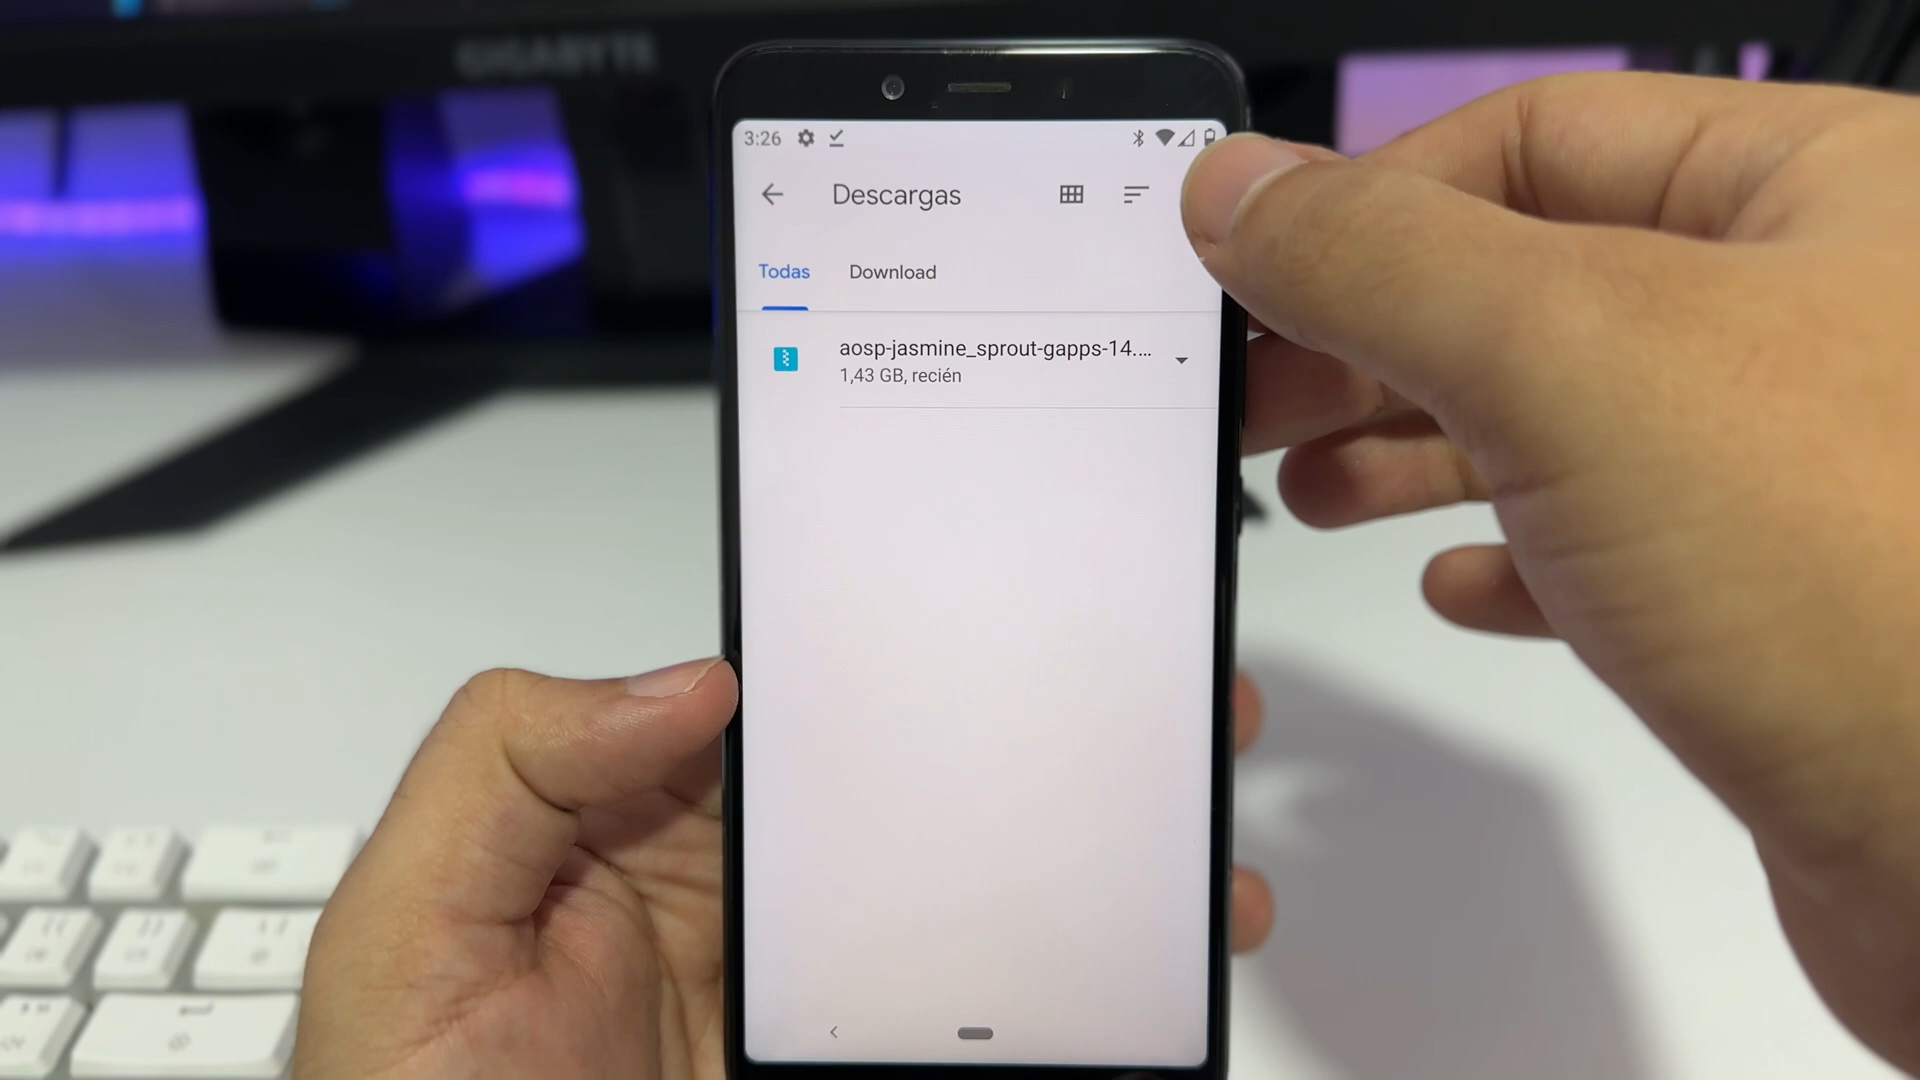 GIGABYTE
3:26
Descargas
Todas
Download
aosp-jasmine_sprout-gapps-14....
1,43 GB, recién